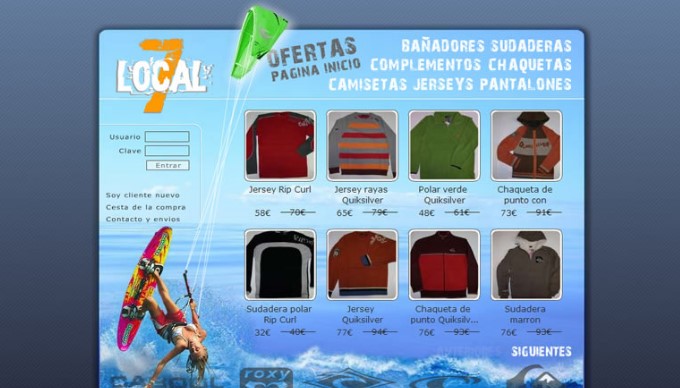 LOCAL 7
OFERTAS
PAGINA INICIO
BAÑADORES SUDADERAS
COMPLEMENTOS CHAQUETAS
CAMISETAS JERSEYS PANTALONES
Usuario
Clave
Entrar
Soy cliente nuevo
Cesta de la compra
Contacto y envios
Jersey Rip Curl
58€ 70€
Jersey rayas
Quiksilver
65€ 79€
Polar verde
Quiksilver
48€ 61€
Chaqueta de
punto con
73€ 91€
Sudadera polar
Rip Curl
32€ 40€
Jersey
Quiksilver
77€ 94€
Chaqueta de
punto Quiksilv...
76€ 93€
Sudadera
marron
76€ 93€
SIGUIENTES
roxy